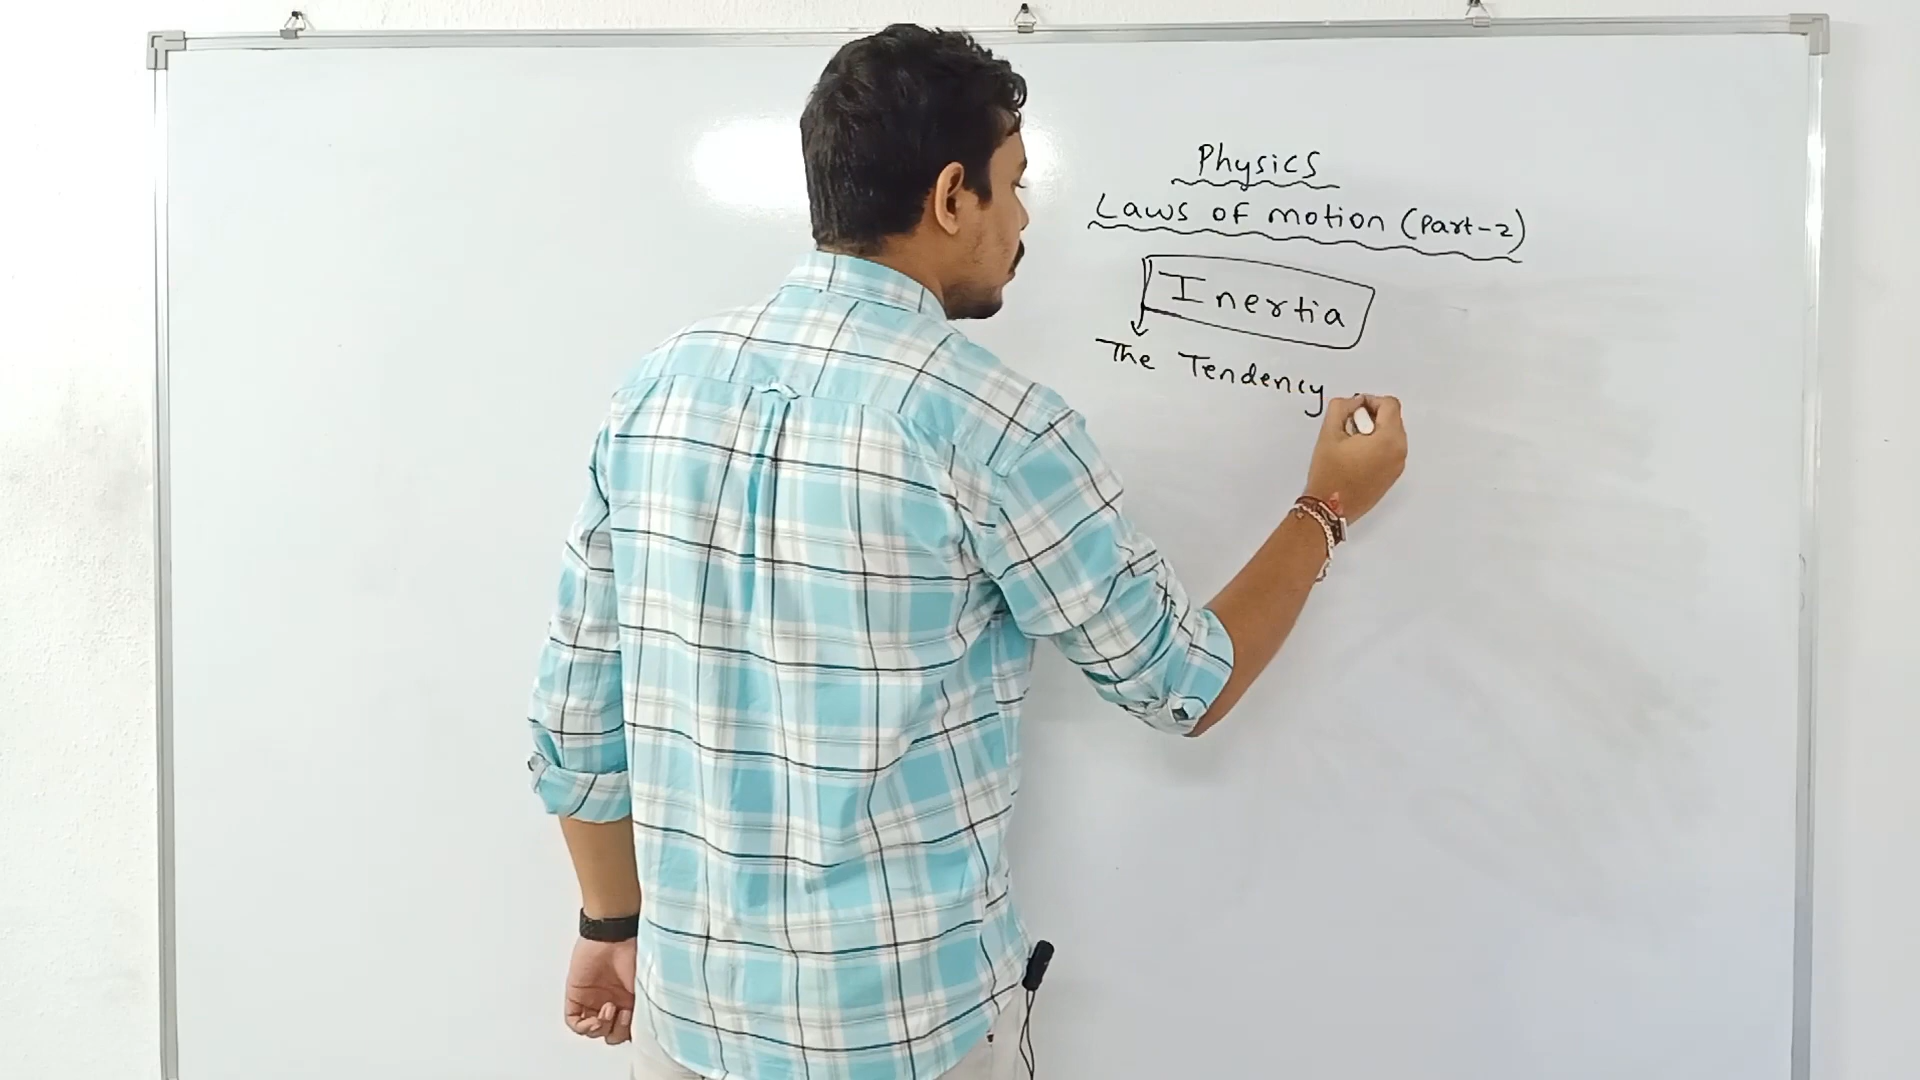 Physics
Laws of motion (Part-2)
Inertia
The Tendency